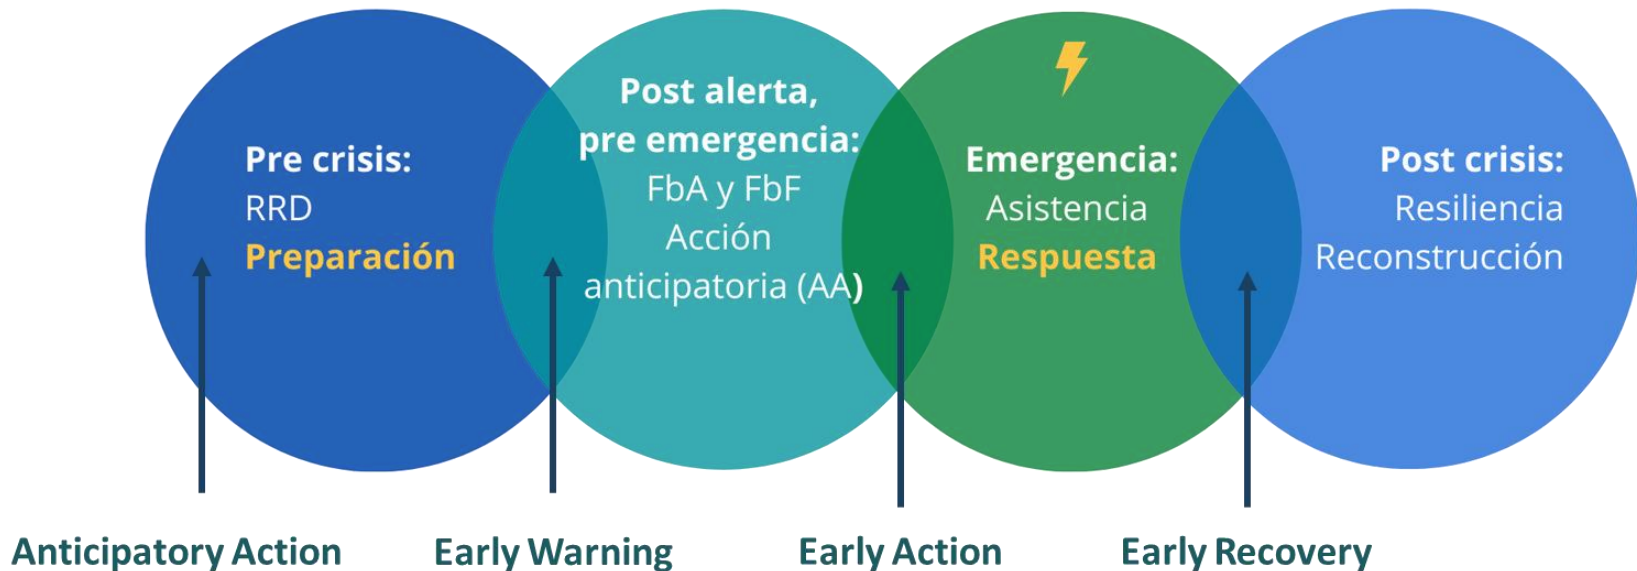 Pre crisis:
RRD
Preparación
Post alerta,
pre emergencia:
FbA y FbF
Acción
anticipatoria (AA)
Emergencia:
Asistencia
Respuesta
Post crisis:
Resiliencia
Reconstrucción
Anticipatory Action
Early Warning
Early Action
Early Recovery